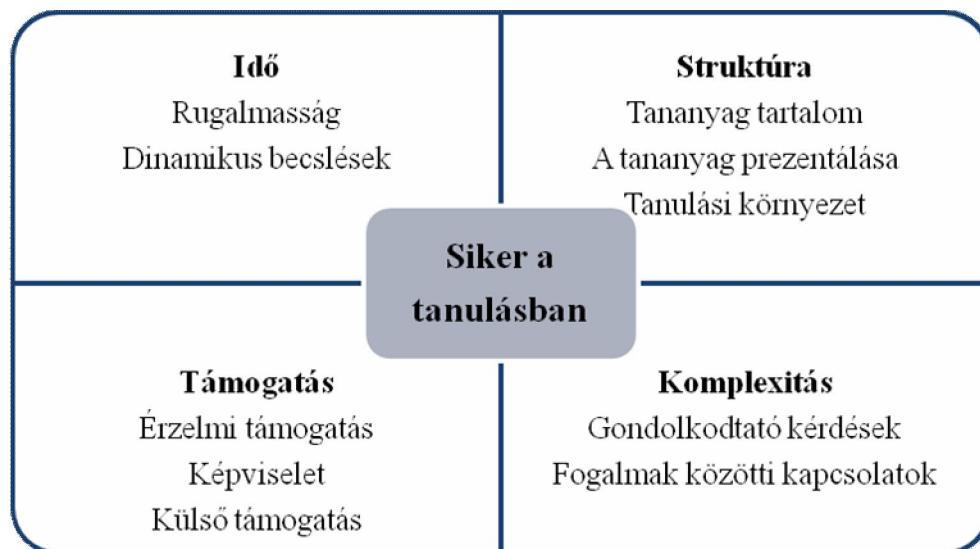 Idő
Rugalmasság
Dinamikus becslések
Struktúra
Tananyag tartalom
A tananyag prezentálása
Tanulási környezet
Siker a
tanulásban
Támogatás
Érzelmi támogatás
Képviselet
Külső támogatás
Komplexitás
Gondolkodtató kérdések
Fogalmak közötti kapcsolatok